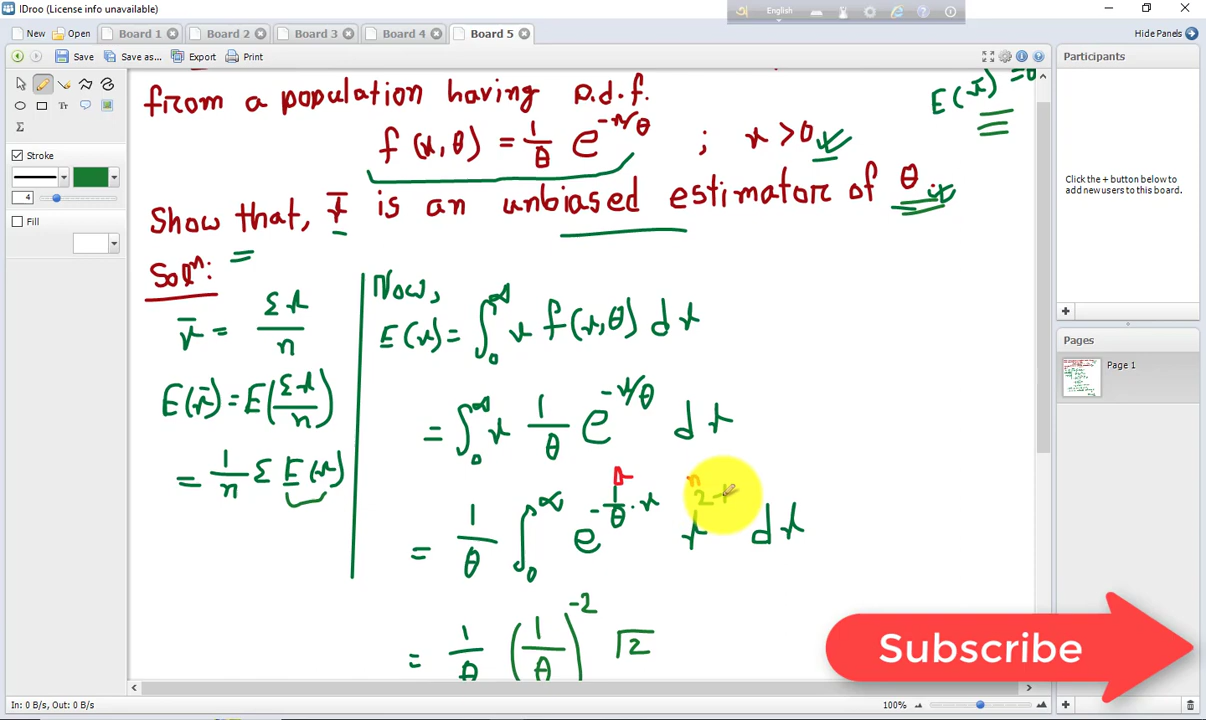 IDroo (License info unavailable)
English
New Open Board 1 Board 2 Board 3 Board 4 Board 5 Hide Panels
Save Save as... Export Print
Participants
Click the + button below to
add new users to this board.
Stroke
4
Fill
from a population having p.d.f.
f(x,θ) = 1/θ e^{-x/θ} ; x > 0
E(x̄) = θ
Show that, x̄ is an unbiased estimator of θ.
Solⁿ:
x̄ = Σx/n
E(x̄) = E(Σx/n)
= 1/n Σ E(x)
Now,
E(x) = ∫₀^∞ x f(x,θ) dx
= ∫₀^∞ x 1/θ e^{-x/θ} dx
= 1/θ ∫₀^∞ e^{-1/θ·x} x^{2-1} dx
n
= 1/θ (1/θ)^{-2} Γ2
Pages
Page 1
Subscribe
In: 0 B/s, Out: 0 B/s
100%